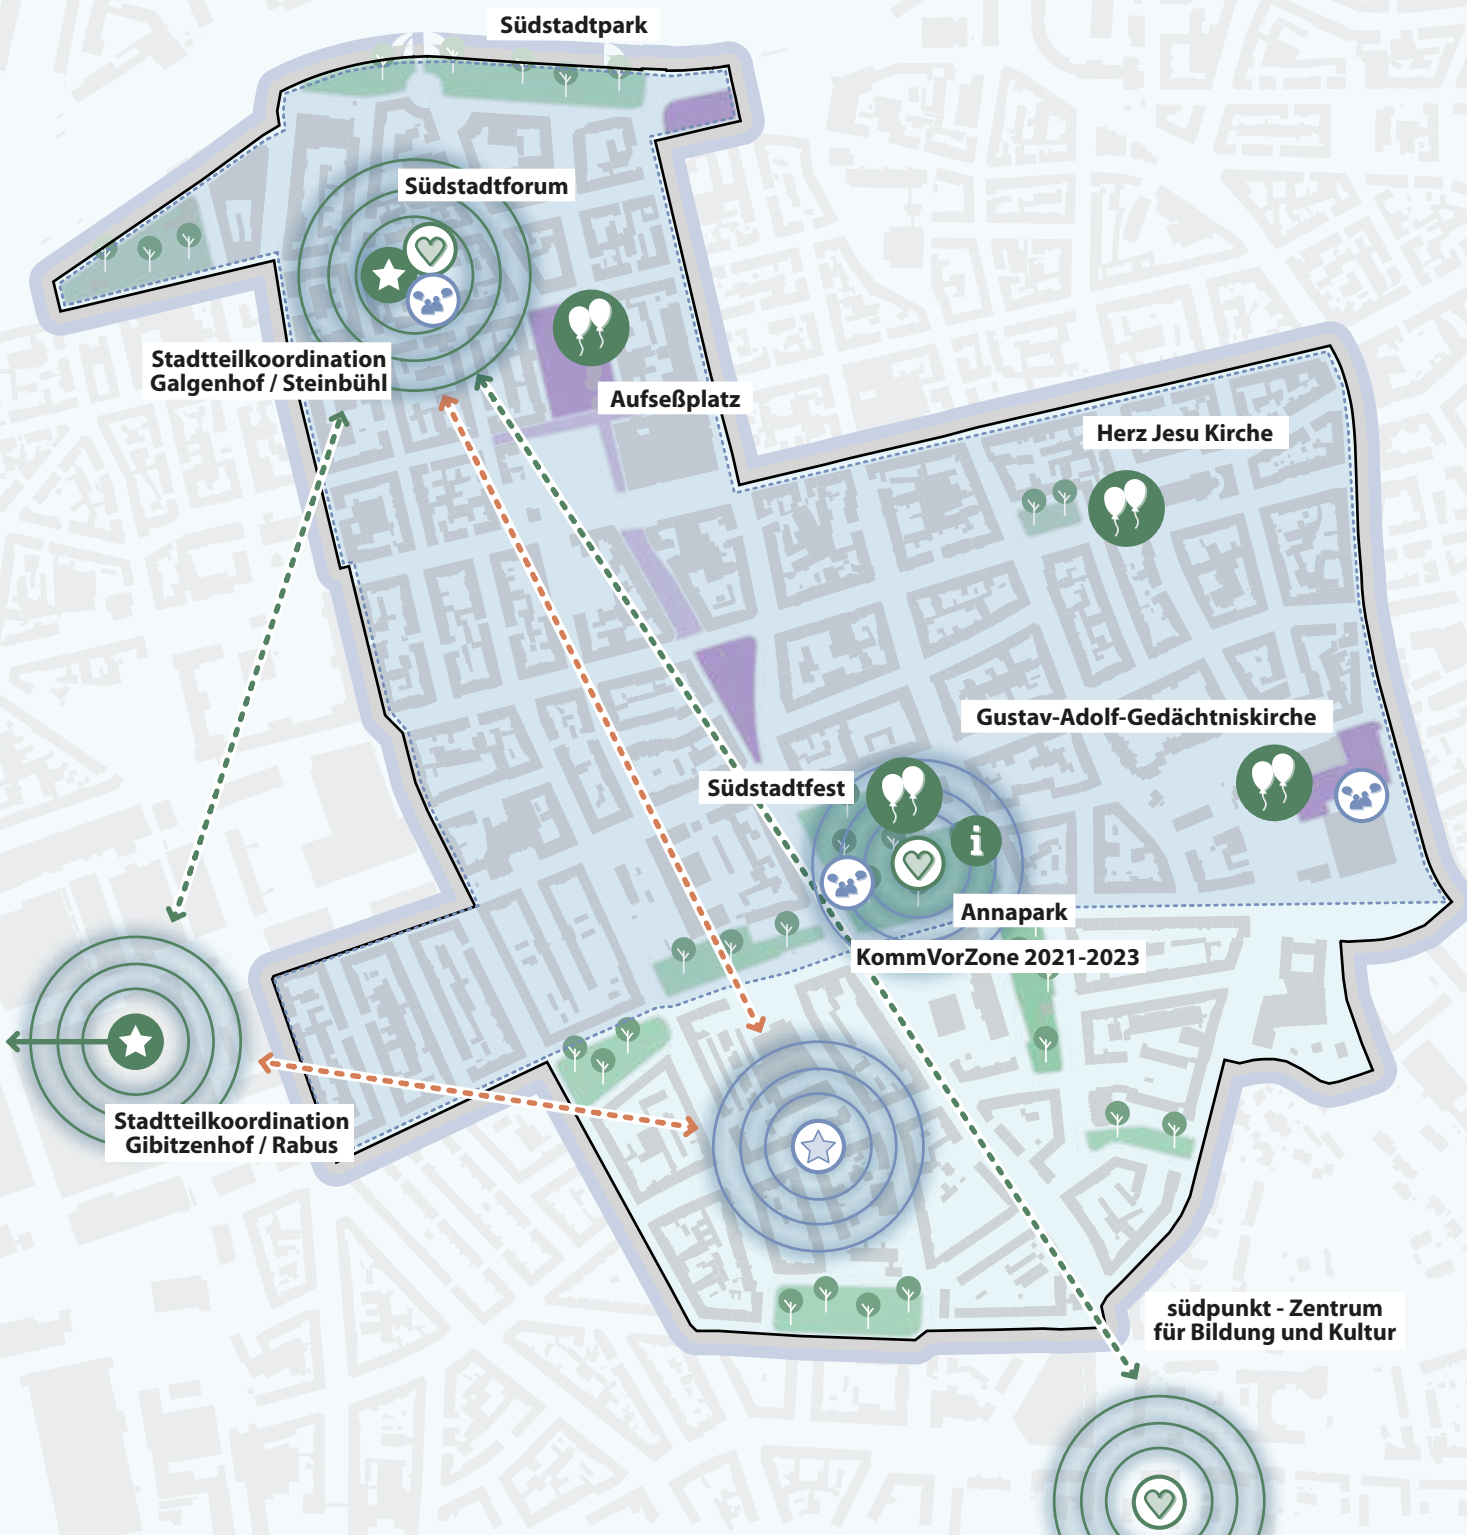 Südstadtpark
Südstadtforum
Stadtteilkoordination
Galgenhof / Steinbühl
Aufseßplatz
Herz Jesu Kirche
Gustav-Adolf-Gedächtniskirche
Südstadtfest
i
Annapark
KommVorZone 2021-2023
Stadtteilkoordination
Gibitzenhof / Rabus
südpunkt - Zentrum
für Bildung und Kultur